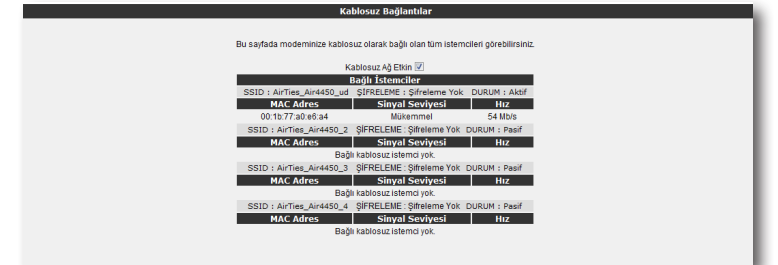 Kablosuz Bağlantılar
Bu sayfada modeminize kablosuz olarak bağlı olan tüm istemcileri görebilirsiniz.
Kablosuz Ağ Etkin
Bağlı İstemciler
SSID : AirTies_Air4450_ud ŞİFRELEME : Şifreleme Yok DURUM : Aktif
MAC Adres Sinyal Seviyesi Hız
00:1b:77:a0:e6:a4 Mükemmel 54 Mb/s
SSID : AirTies_Air4450_2 ŞİFRELEME : Şifreleme Yok DURUM : Pasif
MAC Adres Sinyal Seviyesi Hız
Bağlı kablosuz istemci yok.
SSID : AirTies_Air4450_3 ŞİFRELEME : Şifreleme Yok DURUM : Pasif
MAC Adres Sinyal Seviyesi Hız
Bağlı kablosuz istemci yok.
SSID : AirTies_Air4450_4 ŞİFRELEME : Şifreleme Yok DURUM : Pasif
MAC Adres Sinyal Seviyesi Hız
Bağlı kablosuz istemci yok.